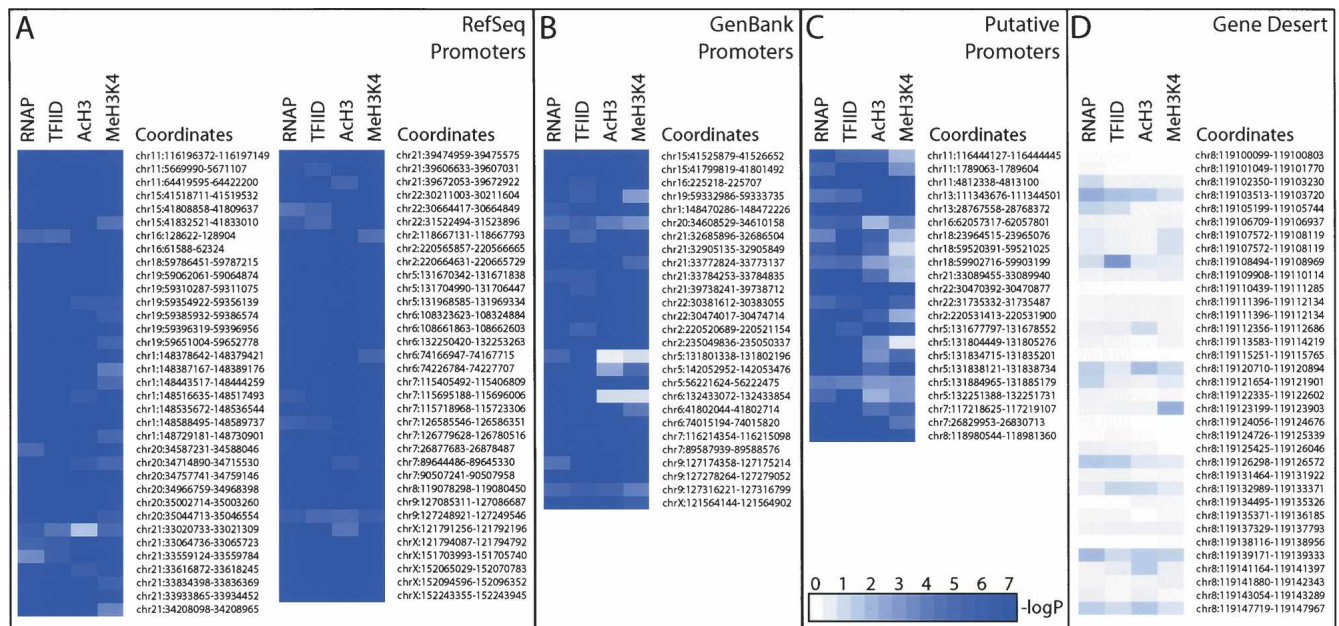 A
RefSeq
Promoters
RNAP
TFIID
AcH3
MeH3K4
Coordinates
chr11:116196372-116197149
chr11:5669990-5671107
chr11:64419595-64422200
chr15:41518711-41519532
chr15:41808858-41809637
chr15:41832521-41833010
chr16:128622-128904
chr16:61588-62324
chr18:59786451-59787215
chr19:59062061-59064874
chr19:59310287-59311075
chr19:59354922-59356139
chr19:59385932-59386574
chr19:59396319-59396956
chr19:59651004-59652778
chr1:148378642-148379421
chr1:148387167-148389176
chr1:148443517-148444259
chr1:148516635-148517493
chr1:148535672-148536544
chr1:148588495-148589737
chr1:148729181-148730901
chr20:34587231-34588046
chr20:34714890-34715530
chr20:34757741-34759146
chr20:34966759-34968398
chr20:35002714-35003260
chr20:35044713-35046554
chr21:33020733-33021309
chr21:33064736-33065723
chr21:33559124-33559784
chr21:33616872-33618245
chr21:33834398-33836369
chr21:33933865-33934452
chr21:34208098-34208965
RNAP
TFIID
AcH3
MeH3K4
Coordinates
chr21:39474959-39475575
chr21:39606633-39607031
chr21:39672053-39672922
chr22:30211003-30211604
chr22:30664417-30664849
chr22:31522494-31523896
chr2:118667131-118667793
chr2:220565857-220566665
chr2:220664631-220665729
chr5:131670342-131671838
chr5:131704990-131706447
chr5:131968585-131969334
chr6:108323623-108324884
chr6:108661863-108662603
chr6:132250420-132251363
chr6:74166947-74167715
chr6:74226784-74227707
chr7:115405492-115406809
chr7:115695188-115696006
chr7:115718968-115723306
chr7:126585546-126586351
chr7:126779628-126780516
chr7:26877683-26878487
chr7:89644486-89645330
chr7:90507241-90507958
chr8:119078298-119080450
chr9:127085311-127086687
chr9:127248921-127249546
chrX:121791256-121792196
chrX:121794087-121794792
chrX:151703993-151705740
chrX:152065029-152070783
chrX:152094596-152096352
chrX:152243355-152243945
B
GenBank
Promoters
RNAP
TFIID
AcH3
MeH3K4
Coordinates
chr15:41525879-41526652
chr15:41799819-41801492
chr16:225218-225707
chr19:59332986-59333735
chr1:148470286-148472226
chr20:34608529-34610158
chr21:32685896-32686504
chr21:32905135-32905849
chr21:33772824-33773137
chr21:33784253-33784835
chr21:39738241-39738712
chr22:30381612-30383055
chr22:30474017-30474714
chr2:220520689-220521154
chr2:235049836-235050337
chr5:131801338-131802196
chr5:142052952-142053476
chr5:56221624-56222475
chr6:132433072-132433854
chr6:41802044-41802714
chr6:74015194-74015820
chr7:116214354-116215098
chr7:89587939-89588576
chr9:127174358-127175214
chr9:127278264-127279052
chr9:127316221-127316799
chrX:121564144-121564902
C
Putative
Promoters
RNAP
TFIID
AcH3
MeH3K4
Coordinates
chr11:116444127-116444445
chr11:1789063-1789604
chr11:4812338-4813100
chr13:111343676-111344501
chr13:28767558-28768372
chr16:62057317-62057801
chr18:23964515-23965076
chr18:59520391-59521025
chr18:59902716-59903199
chr21:33089455-33089940
chr22:30470392-30470877
chr22:31735332-31735487
chr2:220531413-220531900
chr5:131677797-131678552
chr5:131804449-131805276
chr5:131834715-131835201
chr5:131838121-131838734
chr5:131884965-131885179
chr5:132251388-132251731
chr7:117218625-117219107
chr7:26829953-26830713
chr8:118980544-118981360
0 1 2 3 4 5 6 7
-logP
D
Gene Desert
RNAP
TFIID
AcH3
MeH3K4
Coordinates
chr8:119100099-119100803
chr8:119101049-119101770
chr8:119102350-119103230
chr8:119103513-119103720
chr8:119105199-119105744
chr8:119106709-119106937
chr8:119107572-119108119
chr8:119107572-119108119
chr8:119108494-119108969
chr8:119109908-119110114
chr8:119110439-119111285
chr8:119111396-119112134
chr8:119111396-119112134
chr8:119112356-119112686
chr8:119113583-119114219
chr8:119115251-119115765
chr8:119120710-119120894
chr8:119121654-119121901
chr8:119122335-119122602
chr8:119123199-119123903
chr8:119124056-119124676
chr8:119124726-119125339
chr8:119125425-119126046
chr8:119126298-119126572
chr8:119131464-119131922
chr8:119132989-119133371
chr8:119134495-119135326
chr8:119135371-119136185
chr8:119137329-119137793
chr8:119138116-119138956
chr8:119139171-119139333
chr8:119141164-119141397
chr8:119141880-119142343
chr8:119143054-119143289
chr8:119147719-119147967